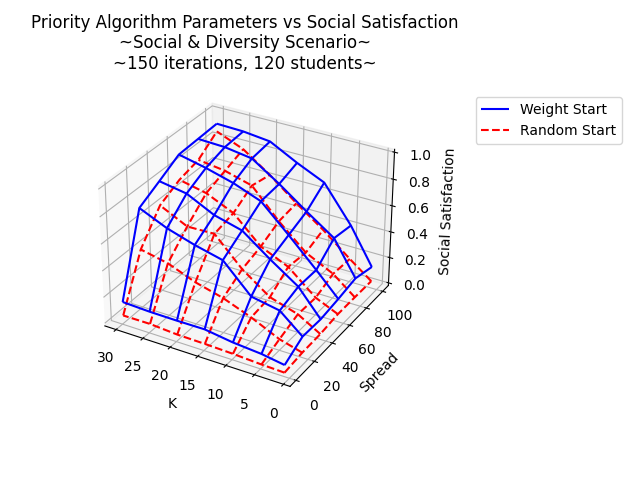 Priority Algorithm Parameters vs Social Satisfaction
~Social & Diversity Scenario~
~150 iterations, 120 students~
Weight Start
Random Start
1.0
0.8
0.6
0.4
0.2
0.0
Social Satisfaction
100
80
60
40
20
0
Spread
30
25
20
15
10
5
0
K